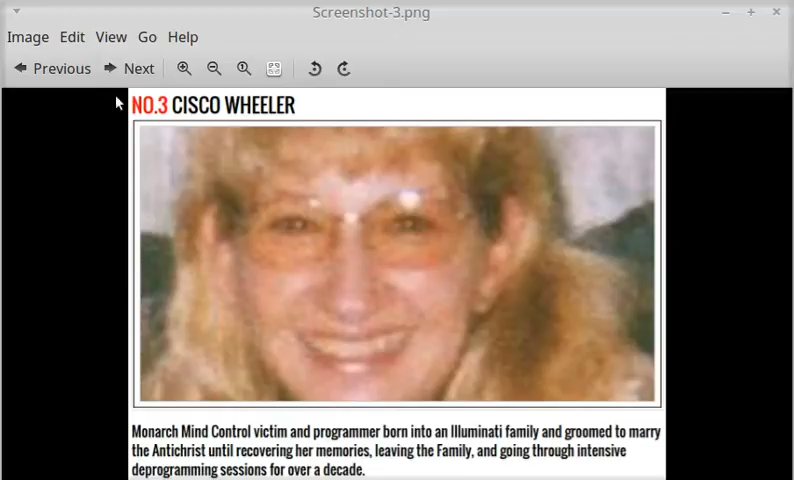 Screenshot-3.png
Image Edit View Go Help
Previous Next
NO.3 CISCO WHEELER
Monarch Mind Control victim and programmer born into an Illuminati family and groomed to marry
the Antichrist until recovering her memories, leaving the Family, and going through intensive
deprogramming sessions for over a decade.